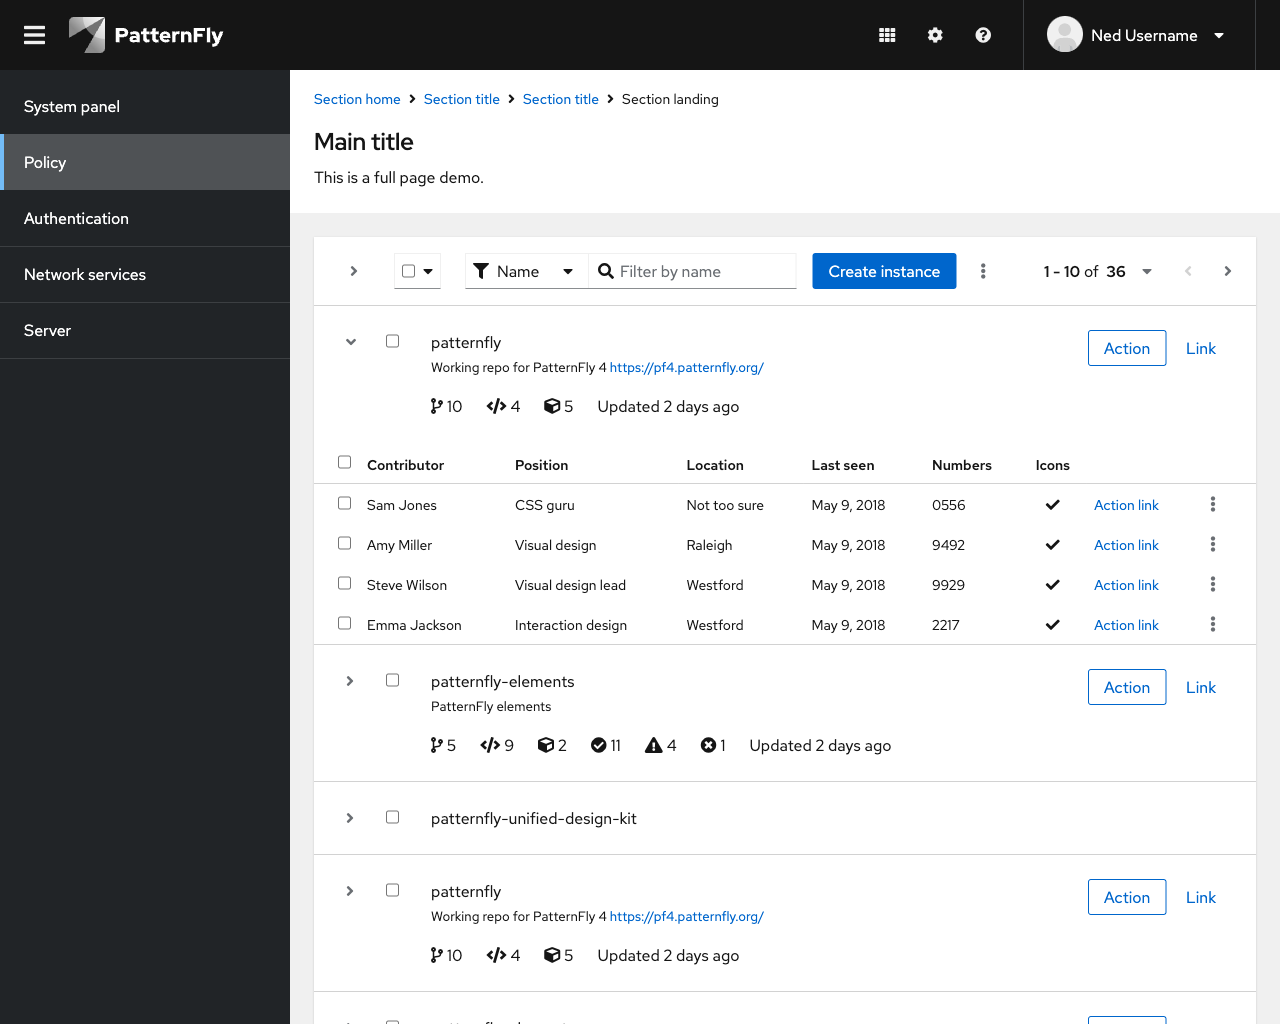 PatternFly
Ned Username
System panel
Policy
Authentication
Network services
Server
Section home Section title Section title Section landing
Main title
This is a full page demo.
Name Filter by name Create instance 1 - 10 of 36
patternfly Action Link
Working repo for PatternFly 4 https://pf4.patternfly.org/
10 4 5 Updated 2 days ago
Contributor Position Location Last seen Numbers Icons
Sam Jones CSS guru Not too sure May 9, 2018 0556 Action link
Amy Miller Visual design Raleigh May 9, 2018 9492 Action link
Steve Wilson Visual design lead Westford May 9, 2018 9929 Action link
Emma Jackson Interaction design Westford May 9, 2018 2217 Action link
patternfly-elements Action Link
PatternFly elements
5 9 2 11 4 1 Updated 2 days ago
patternfly-unified-design-kit
patternfly Action Link
Working repo for PatternFly 4 https://pf4.patternfly.org/
10 4 5 Updated 2 days ago